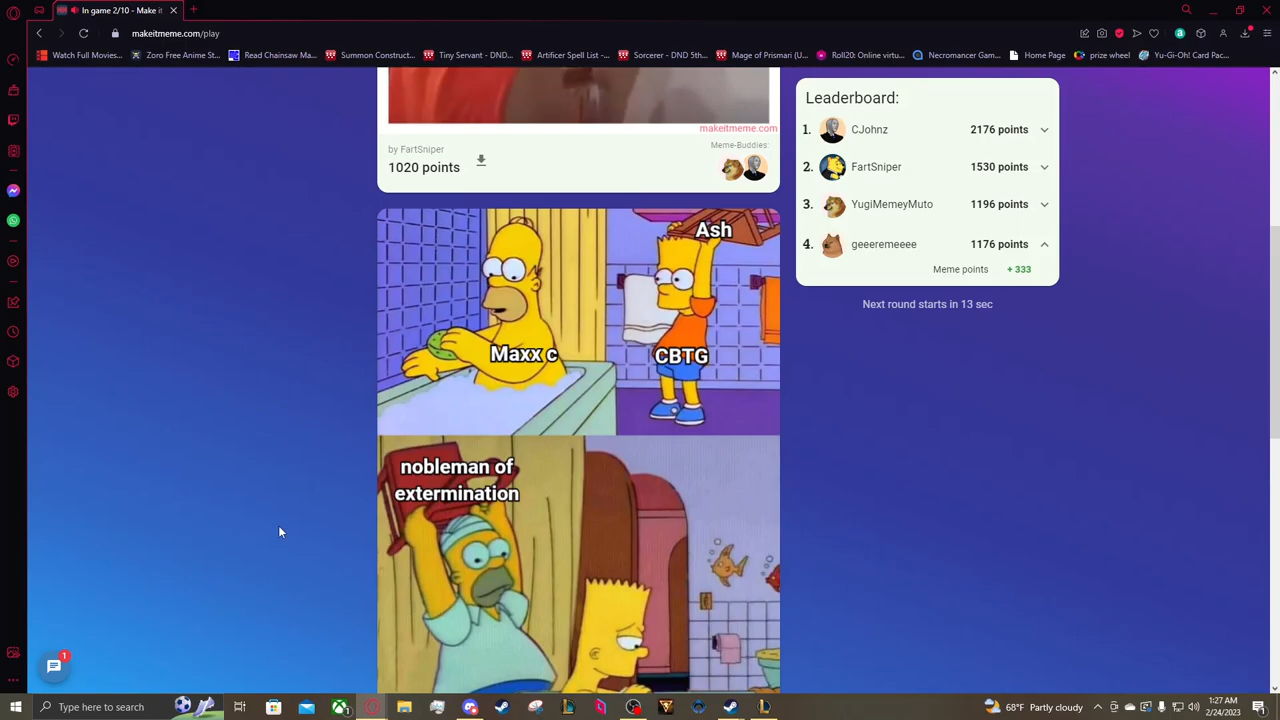 In game 2/10 - Make it
makeitmeme.com/play
Watch Full Movies...
Zoro Free Anime St...
Read Chainsaw Ma...
Summon Construct...
Tiny Servant - DND...
Artificer Spell List -...
Sorcerer - DND 5th...
Mage of Prismari (U...
Roll20: Online virtu...
Necromancer Gam...
Home Page
prize wheel
Yu-Gi-Oh! Card Pac...
makeitmeme.com
by FartSniper
Meme-Buddies:
1020 points
Leaderboard:
1. CJohnz 2176 points
2. FartSniper 1530 points
3. YugiMemeyMuto 1196 points
4. geeeremeeee 1176 points
Meme points + 333
Next round starts in 13 sec
Ash
Maxx c
CBTG
nobleman of
extermination
1
Type here to search
68°F Partly cloudy
1:27 AM
2/24/2023